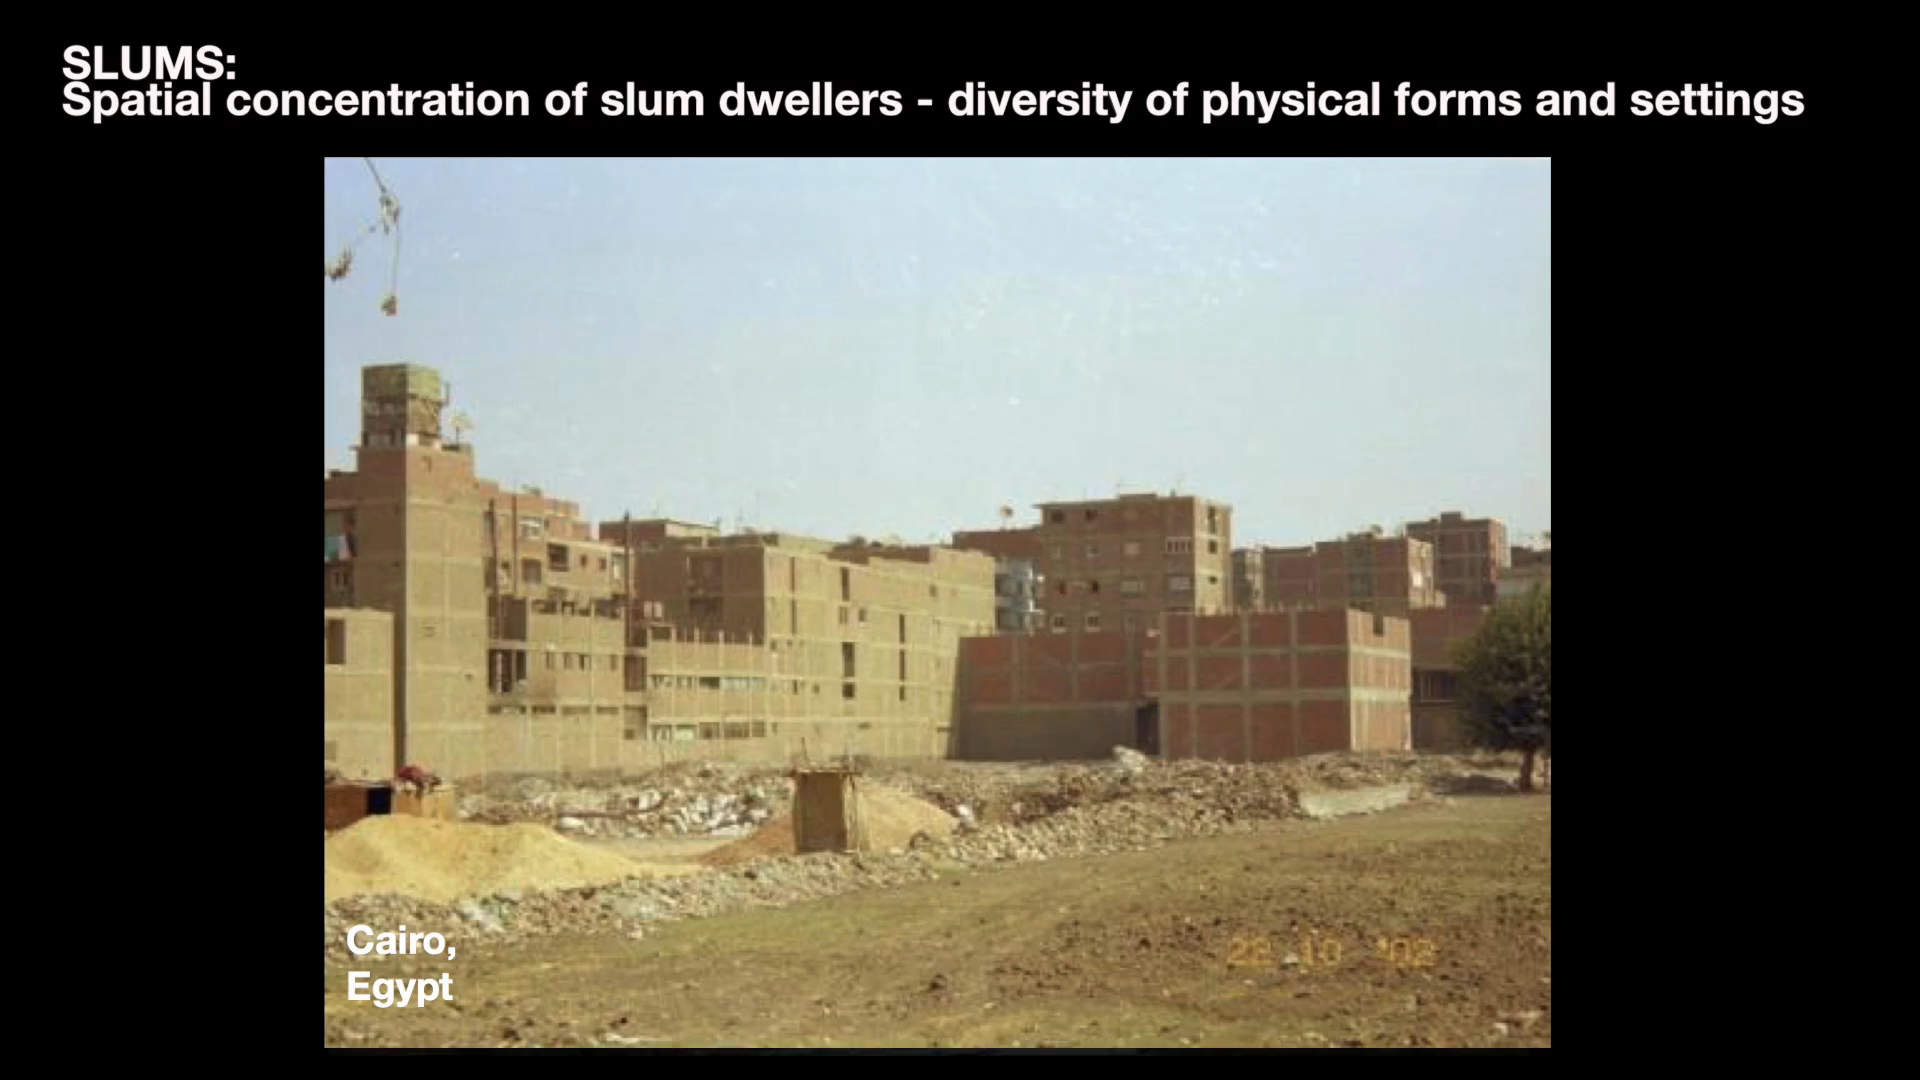 SLUMS:
Spatial concentration of slum dwellers - diversity of physical forms and settings
Cairo,
Egypt
22 10 '02